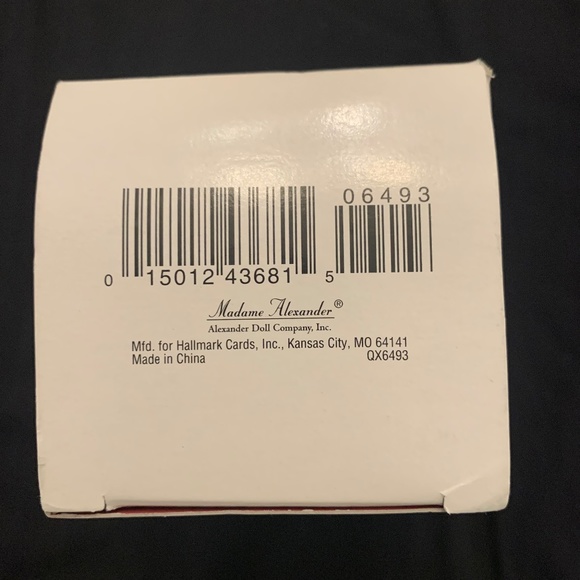 06493
0 15012 43681 5
Madame Alexander®
Alexander Doll Company, Inc.
Mfd. for Hallmark Cards, Inc., Kansas City, MO 64141
Made in China QX6493